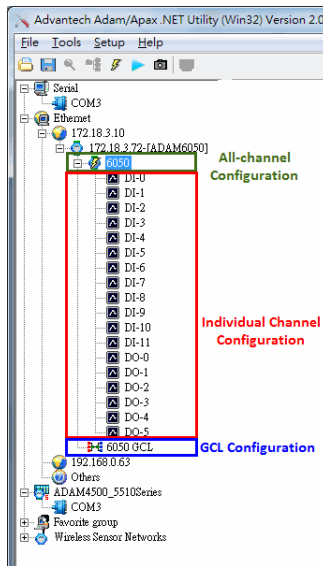 Advantech Adam/Apax .NET Utility (Win32) Version 2.0
File Tools Setup Help
Serial
COM3
Ethernet
172.18.3.10
172.18.3.72-[ADAM6050]
6050
All-channel
Configuration
DI-0
DI-1
DI-2
DI-3
DI-4
DI-5
DI-6
DI-7
DI-8
DI-9
DI-10
DI-11
DO-0
DO-1
DO-2
DO-3
DO-4
DO-5
Individual Channel
Configuration
6050 GCL
GCL Configuration
192.168.0.63
Others
ADAM4500_5510Series
COM3
Favorite group
Wireless Sensor Networks